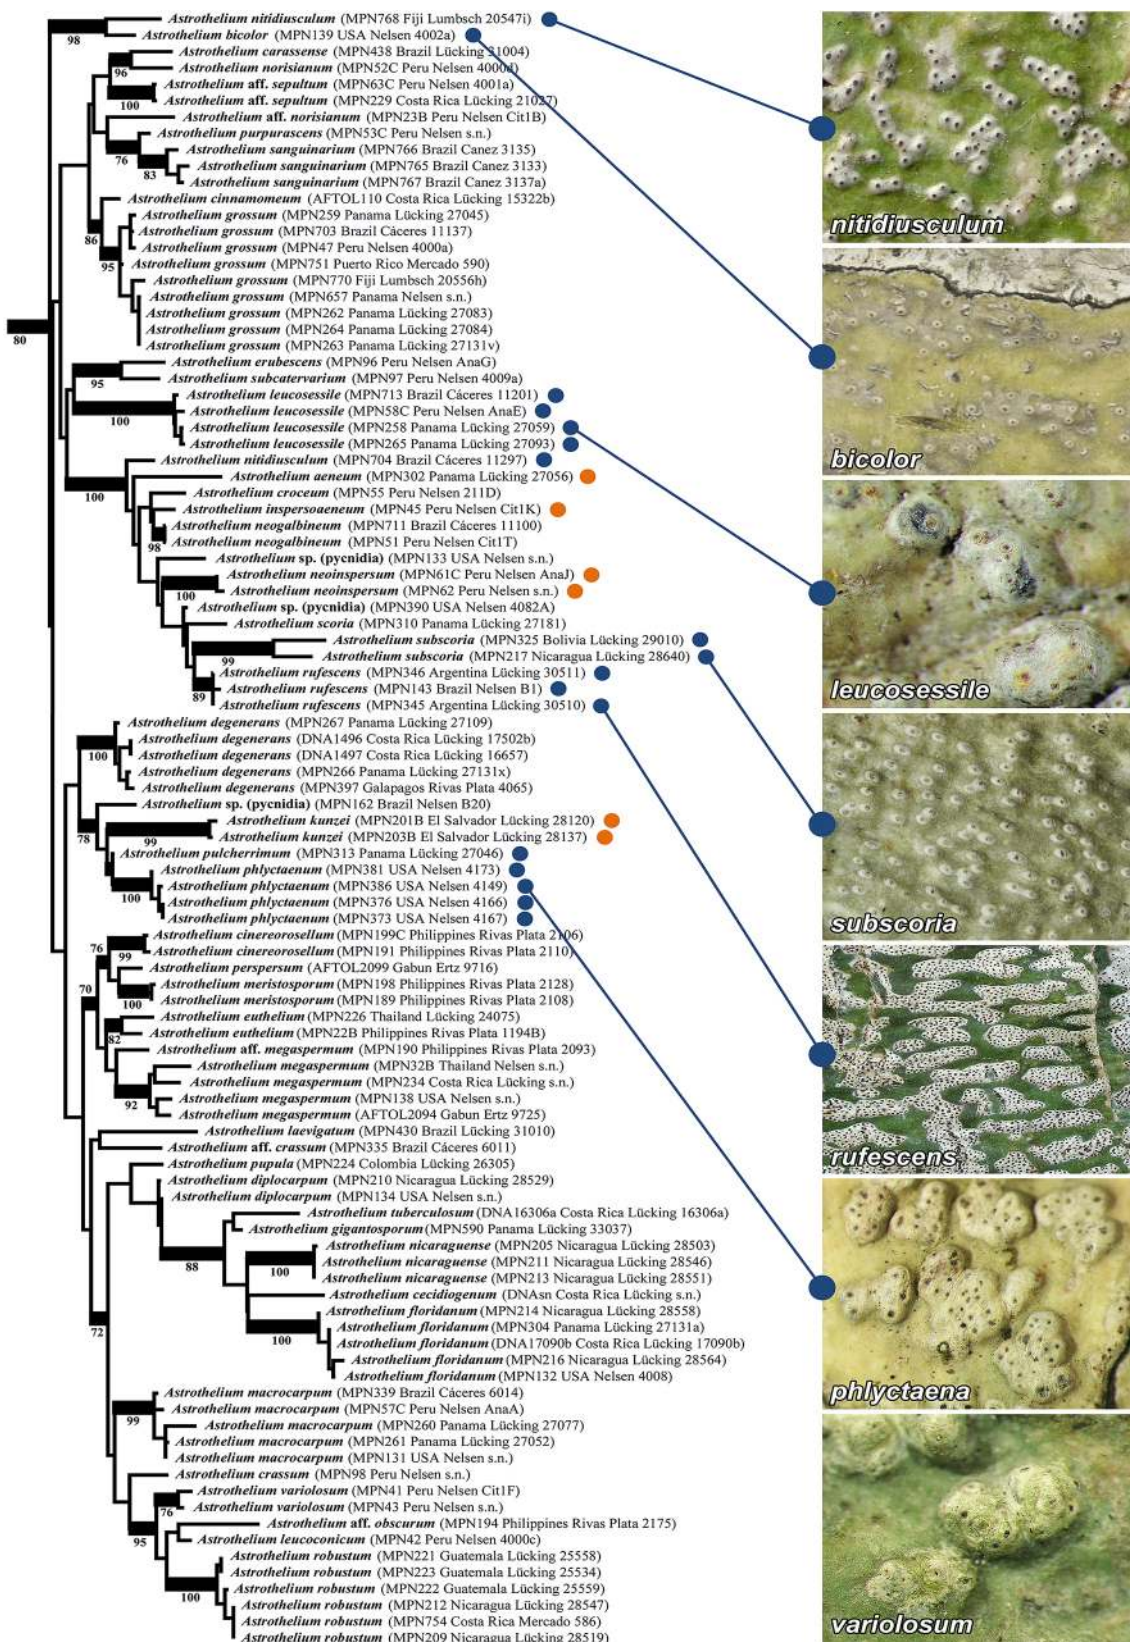 Astrothelium nitidiusculum (MPN768 Fiji Lumbsch 20547i)
98
Astrothelium bicolor (MPN139 USA Nelsen 4002a)
Astrothelium carassense (MPN438 Brazil Lücking 31004)
96
Astrothelium norisianum (MPN52C Peru Nelsen 4000d)
Astrothelium aff. sepultum (MPN63C Peru Nelsen 4001a)
100
Astrothelium aff. sepultum (MPN229 Costa Rica Lücking 21027)
Astrothelium aff. norisianum (MPN23B Peru Nelsen Cit1B)
Astrothelium purpurascens (MPN53C Peru Nelsen s.n.)
76
Astrothelium sanguinarium (MPN766 Brazil Canez 3135)
83
Astrothelium sanguinarium (MPN765 Brazil Canez 3133)
Astrothelium sanguinarium (MPN767 Brazil Canez 3137a)
Astrothelium cinnamomeum (AFTOL110 Costa Rica Lücking 15322b)
86
Astrothelium grossum (MPN259 Panama Lücking 27045)
Astrothelium grossum (MPN703 Brazil Cáceres 11137)
Astrothelium grossum (MPN47 Peru Nelsen 4000a)
95
Astrothelium grossum (MPN751 Puerto Rico Mercado 590)
Astrothelium grossum (MPN770 Fiji Lumbsch 20556h)
Astrothelium grossum (MPN657 Panama Nelsen s.n.)
Astrothelium grossum (MPN262 Panama Lücking 27083)
Astrothelium grossum (MPN264 Panama Lücking 27084)
80
Astrothelium grossum (MPN263 Panama Lücking 27131v)
Astrothelium erubescens (MPN96 Peru Nelsen AnaG)
95
Astrothelium subcatervarium (MPN97 Peru Nelsen 4009a)
Astrothelium leucosessile (MPN713 Brazil Cáceres 11201)
100
Astrothelium leucosessile (MPN58C Peru Nelsen AnaE)
Astrothelium leucosessile (MPN258 Panama Lücking 27059)
Astrothelium leucosessile (MPN265 Panama Lücking 27093)
Astrothelium nitidiusculum (MPN704 Brazil Cáceres 11297)
100
Astrothelium aeneum (MPN302 Panama Lücking 27056)
Astrothelium croceum (MPN55 Peru Nelsen 211D)
Astrothelium inspersoaeneum (MPN45 Peru Nelsen Cit1K)
Astrothelium neogalbineum (MPN711 Brazil Cáceres 11100)
98
Astrothelium neogalbineum (MPN51 Peru Nelsen Cit1T)
Astrothelium sp. (pycnidia) (MPN133 USA Nelsen s.n.)
Astrothelium neoinspersum (MPN61C Peru Nelsen AnaJ)
100
Astrothelium neoinspersum (MPN62 Peru Nelsen s.n.)
Astrothelium sp. (pycnidia) (MPN390 USA Nelsen 4082A)
Astrothelium scoria (MPN310 Panama Lücking 27181)
Astrothelium subscoria (MPN325 Bolivia Lücking 29010)
99
Astrothelium subscoria (MPN217 Nicaragua Lücking 28640)
Astrothelium rufescens (MPN346 Argentina Lücking 30511)
89
Astrothelium rufescens (MPN143 Brazil Nelsen B1)
Astrothelium rufescens (MPN345 Argentina Lücking 30510)
Astrothelium degenerans (MPN267 Panama Lücking 27109)
100
Astrothelium degenerans (DNA1496 Costa Rica Lücking 17502b)
Astrothelium degenerans (DNA1497 Costa Rica Lücking 16657)
Astrothelium degenerans (MPN266 Panama Lücking 27131x)
Astrothelium degenerans (MPN397 Galapagos Rivas Plata 4065)
Astrothelium sp. (pycnidia) (MPN162 Brazil Nelsen B20)
78
Astrothelium kunzei (MPN201B El Salvador Lücking 28120)
99
Astrothelium kunzei (MPN203B El Salvador Lücking 28137)
Astrothelium pulcherrimum (MPN313 Panama Lücking 27046)
Astrothelium phlyctaenum (MPN381 USA Nelsen 4173)
100
Astrothelium phlyctaenum (MPN386 USA Nelsen 4149)
Astrothelium phlyctaenum (MPN376 USA Nelsen 4166)
Astrothelium phlyctaenum (MPN373 USA Nelsen 4167)
Astrothelium cinereorosellum (MPN199C Philippines Rivas Plata 2106)
76
99
Astrothelium cinereorosellum (MPN191 Philippines Rivas Plata 2110)
Astrothelium perspersum (AFTOL2099 Gabun Ertz 9716)
70
Astrothelium meristosporum (MPN198 Philippines Rivas Plata 2128)
100
Astrothelium meristosporum (MPN189 Philippines Rivas Plata 2108)
Astrothelium euthelium (MPN226 Thailand Lücking 24075)
82
Astrothelium euthelium (MPN22B Philippines Rivas Plata 1194B)
Astrothelium aff. megaspermum (MPN190 Philippines Rivas Plata 2093)
Astrothelium megaspermum (MPN32B Thailand Nelsen s.n.)
Astrothelium megaspermum (MPN234 Costa Rica Lücking s.n.)
92
Astrothelium megaspermum (MPN138 USA Nelsen s.n.)
Astrothelium megaspermum (AFTOL2094 Gabun Ertz 9725)
Astrothelium laevigatum (MPN430 Brazil Lücking 31010)
Astrothelium aff. crassum (MPN335 Brazil Cáceres 6011)
Astrothelium pupula (MPN224 Colombia Lücking 26305)
Astrothelium diplocarpum (MPN210 Nicaragua Lücking 28529)
Astrothelium diplocarpum (MPN134 USA Nelsen s.n.)
Astrothelium tuberculosum (DNA16306a Costa Rica Lücking 16306a)
Astrothelium gigantosporum (MPN590 Panama Lücking 33037)
88
Astrothelium nicaraguense (MPN205 Nicaragua Lücking 28503)
100
Astrothelium nicaraguense (MPN211 Nicaragua Lücking 28546)
Astrothelium nicaraguense (MPN213 Nicaragua Lücking 28551)
Astrothelium cecidiogenum (DNAsn Costa Rica Lücking s.n.)
Astrothelium floridanum (MPN214 Nicaragua Lücking 28558)
72
100
Astrothelium floridanum (MPN304 Panama Lücking 27131a)
Astrothelium floridanum (DNA17090b Costa Rica Lücking 17090b)
Astrothelium floridanum (MPN216 Nicaragua Lücking 28564)
Astrothelium floridanum (MPN132 USA Nelsen 4008)
Astrothelium macrocarpum (MPN339 Brazil Cáceres 6014)
99
Astrothelium macrocarpum (MPN57C Peru Nelsen AnaA)
Astrothelium macrocarpum (MPN260 Panama Lücking 27077)
Astrothelium macrocarpum (MPN261 Panama Lücking 27052)
Astrothelium macrocarpum (MPN131 USA Nelsen s.n.)
Astrothelium crassum (MPN98 Peru Nelsen s.n.)
Astrothelium variolosum (MPN41 Peru Nelsen Cit1F)
76
Astrothelium variolosum (MPN43 Peru Nelsen s.n.)
95
Astrothelium aff. obscurum (MPN194 Philippines Rivas Plata 2175)
Astrothelium leucoconicum (MPN42 Peru Nelsen 4000c)
Astrothelium robustum (MPN221 Guatemala Lücking 25558)
Astrothelium robustum (MPN223 Guatemala Lücking 25534)
100
Astrothelium robustum (MPN222 Guatemala Lücking 25559)
Astrothelium robustum (MPN212 Nicaragua Lücking 28547)
Astrothelium robustum (MPN754 Costa Rica Mercado 586)
Astrothelium robustum (MPN209 Nicaragua Lücking 28519)
nitidiusculum
bicolor
leucosessile
subscoria
rufescens
phlyctaena
variolosum